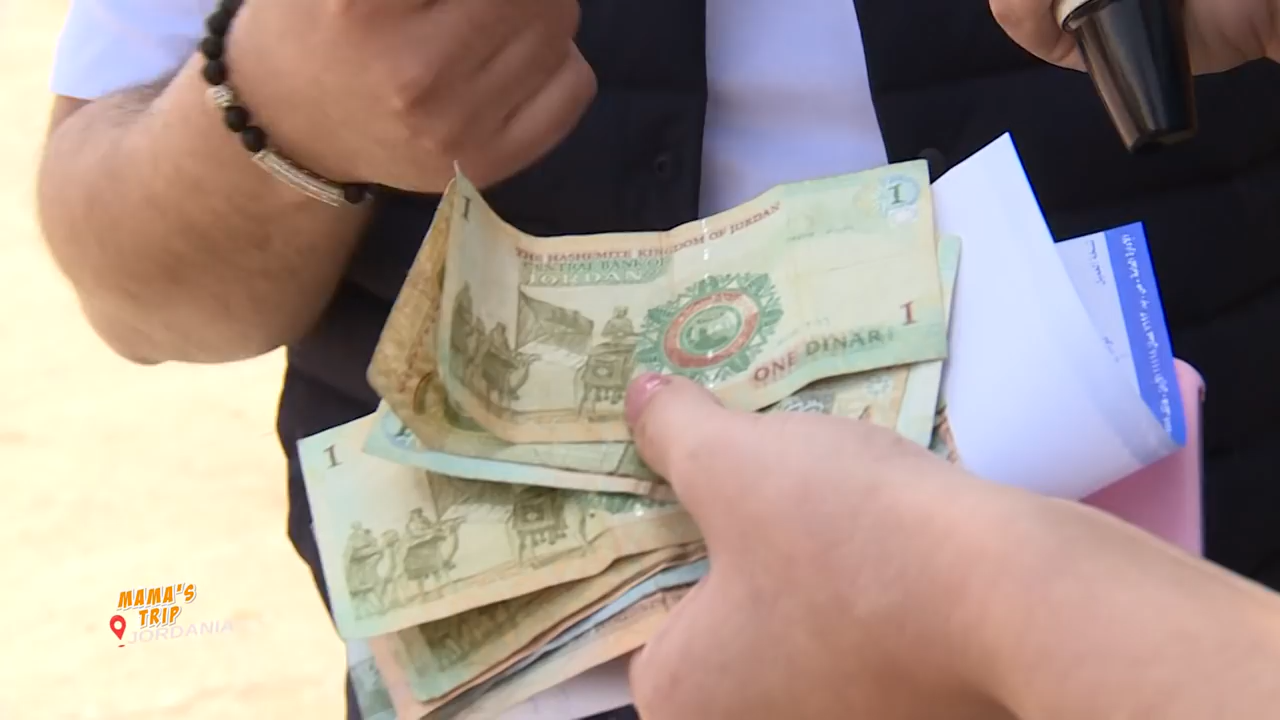 1
1
THE HASHEMITE KINGDOM OF JORDAN
CENTRAL BANK OF
JORDAN
1
ONE DINAR
1
MAMA'S
TRIP
JORDANIA